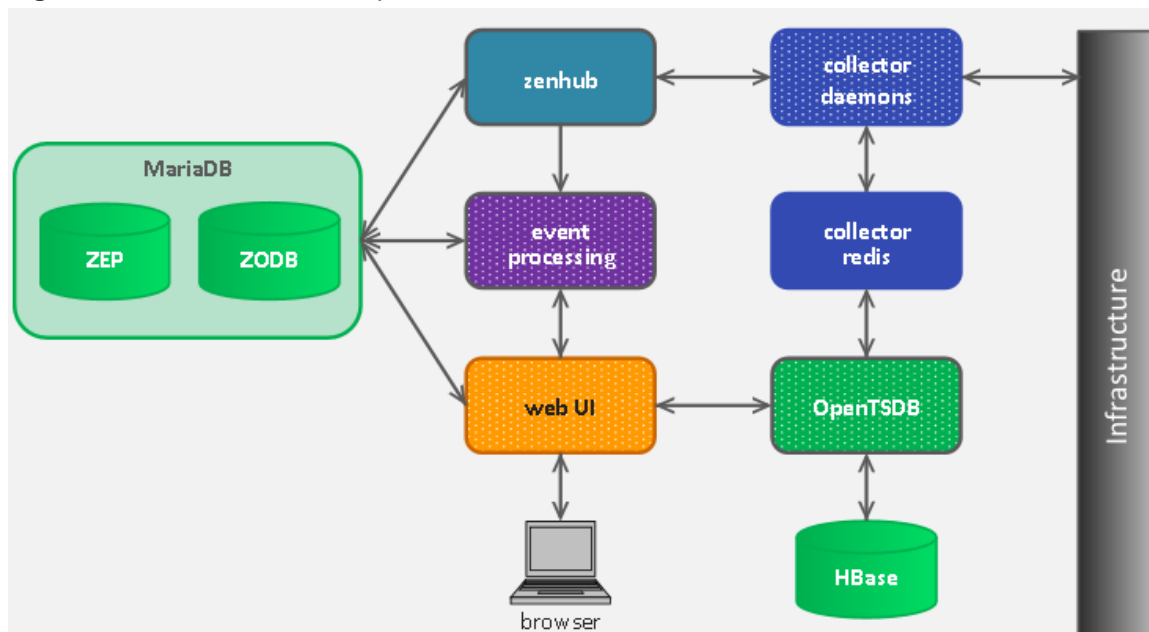 zenhub
collector
daemons
MariaDB
ZEP
ZODB
event
processing
collector
redis
Infrastructure
web UI
OpenTSDB
HBase
browser